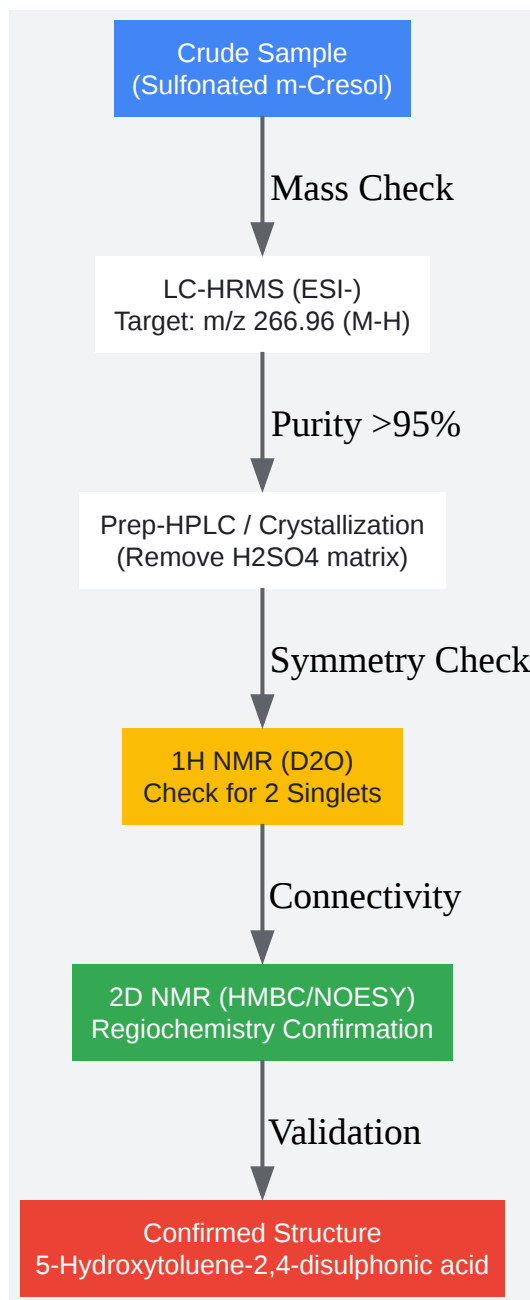 Crude Sample
(Sulfonated m-Cresol)
Mass Check
LC-HRMS (ESI-)
Target: m/z 266.96 (M-H)
Purity >95%
Prep-HPLC / Crystallization
(Remove H2SO4 matrix)
Symmetry Check
1H NMR (D2O)
Check for 2 Singlets
Connectivity
2D NMR (HMBC/NOESY)
Regiochemistry Confirmation
Validation
Confirmed Structure
5-Hydroxytoluene-2,4-disulphonic acid